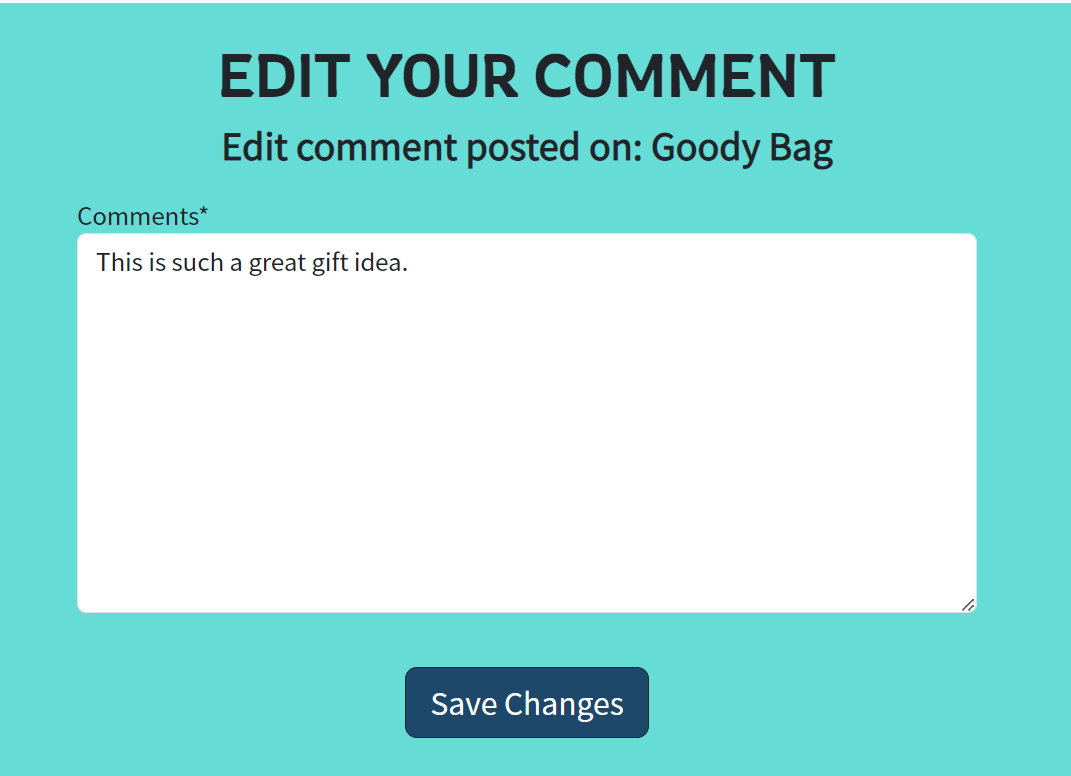 EDIT YOUR COMMENT
Edit comment posted on: Goody Bag
Comments*
This is such a great gift idea.
Save Changes